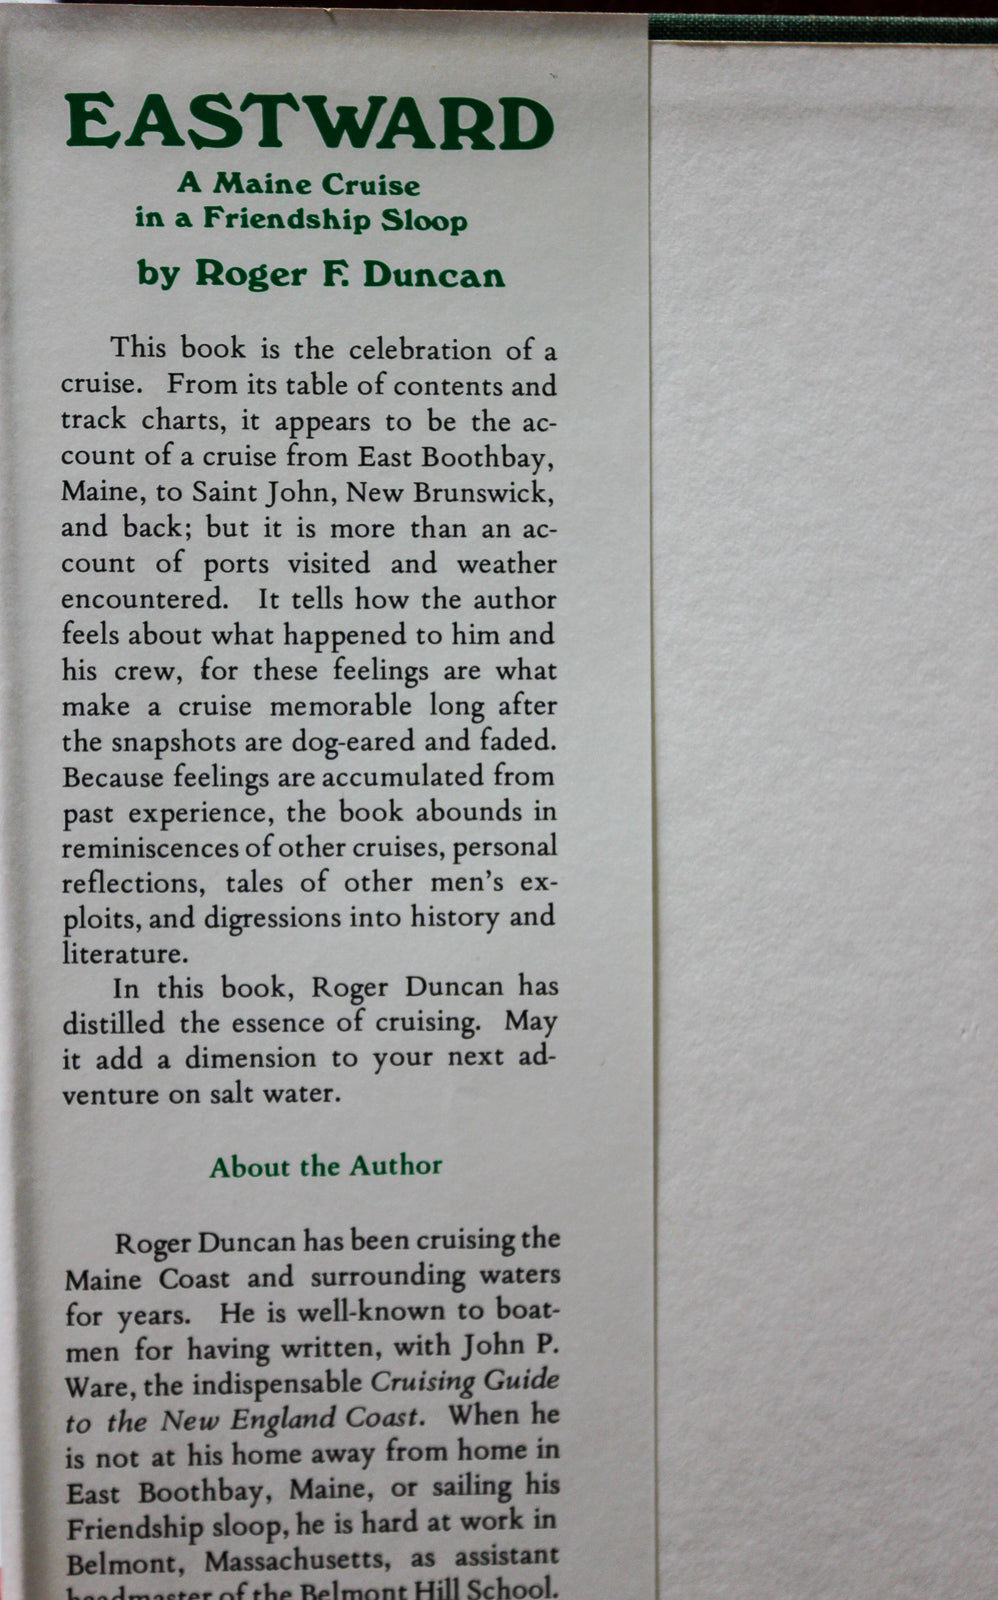 EASTWARD
A Maine Cruise
in a Friendship Sloop
by Roger F. Duncan
This book is the celebration of a
cruise. From its table of contents and
track charts, it appears to be the ac-
count of a cruise from East Boothbay,
Maine, to Saint John, New Brunswick,
and back; but it is more than an ac-
count of ports visited and weather
encountered. It tells how the author
feels about what happened to him and
his crew, for these feelings are what
make a cruise memorable long after
the snapshots are dog-eared and faded.
Because feelings are accumulated from
past experience, the book abounds in
reminiscences of other cruises, personal
reflections, tales of other men's ex-
ploits, and digressions into history and
literature.
In this book, Roger Duncan has
distilled the essence of cruising. May
it add a dimension to your next ad-
venture on salt water.
About the Author
Roger Duncan has been cruising the
Maine Coast and surrounding waters
for years. He is well-known to boat-
men for having written, with John P.
Ware, the indispensable Cruising Guide
to the New England Coast. When he
is not at his home away from home in
East Boothbay, Maine, or sailing his
Friendship sloop, he is hard at work in
Belmont, Massachusetts, as assistant
headmaster of the Belmont Hill School.